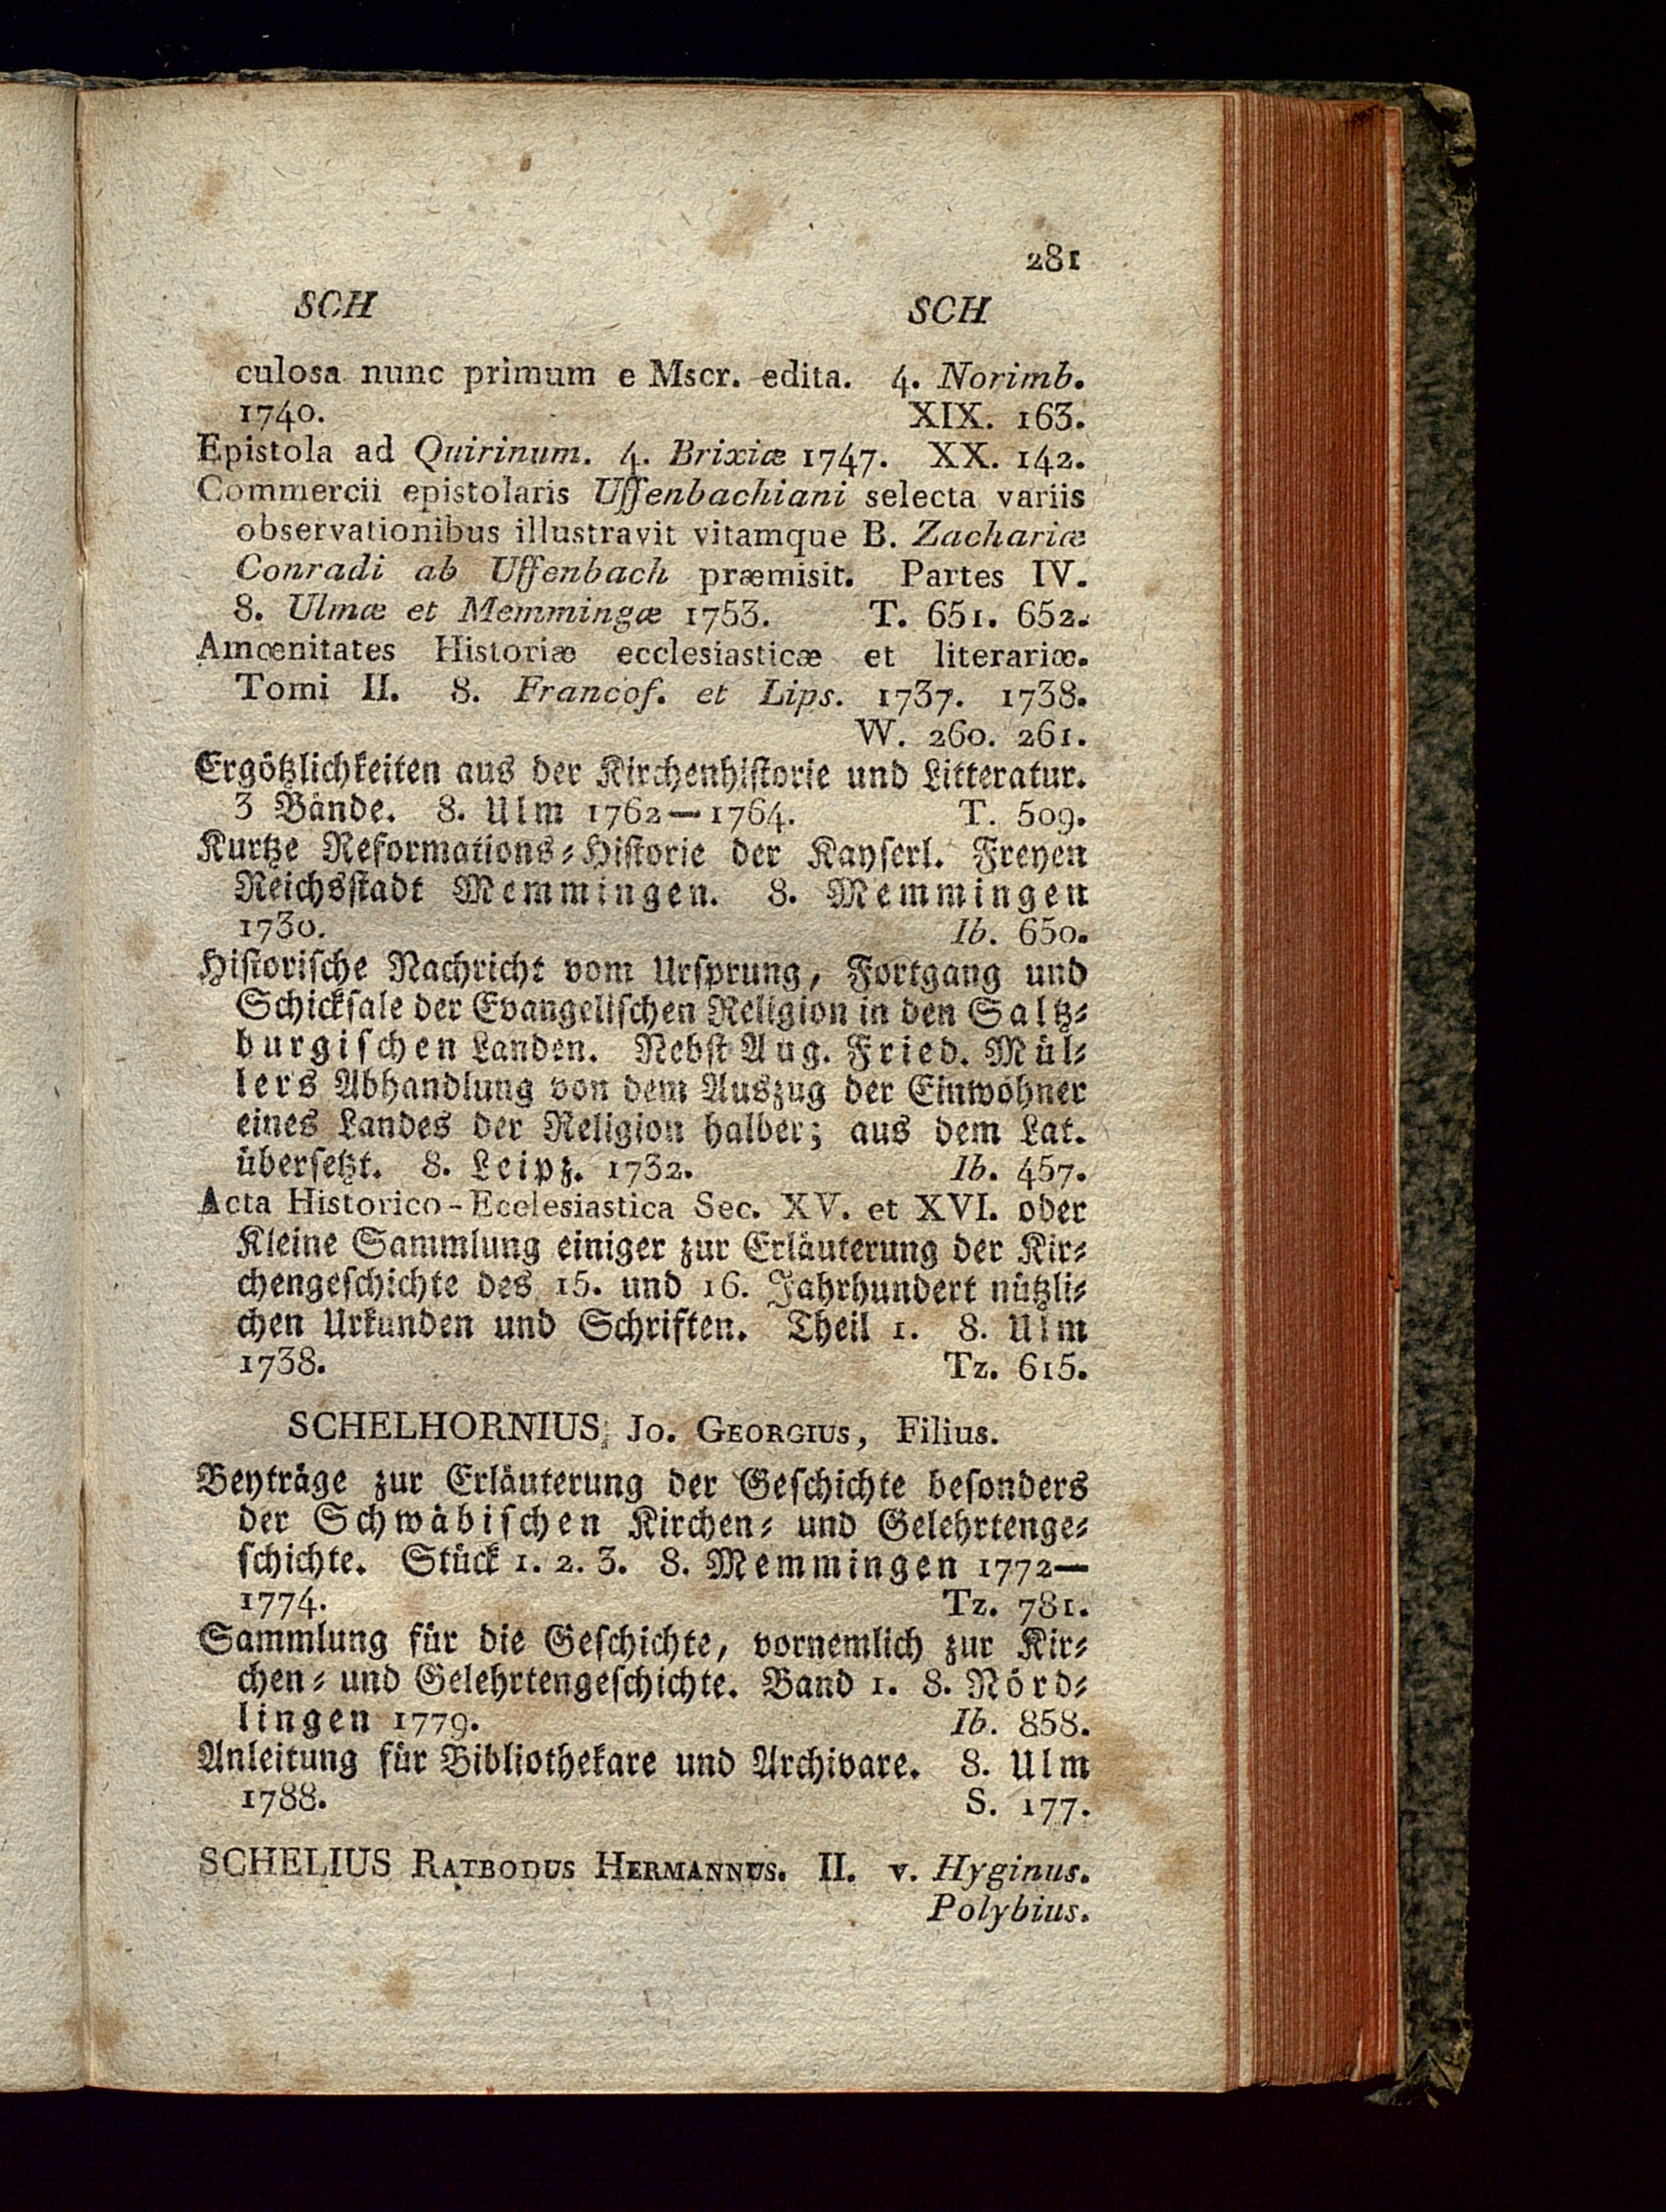 281
SCH SCH
culosa nunc primum e Mscr. edita. 4. Norimb.
1740. XIX. 163.
Epistola ad Quirinum. 4. Brixiæ 1747. XX. 142.
Commercii epistolaris Uffenbachiani selecta variis
observationibus illustravit vitamque B. Zachariæ
Conradi ab Uffenbach præmisit. Partes IV.
8. Ulmæ et Memmingæ 1753. T. 651. 652.
Amœnitates Historiæ ecclesiasticæ et literariæ.
Tomi II. 8. Francof. et Lips. 1737. 1738.
W. 260. 261.
Ergötzlichkeiten aus der Kirchenhistorie und Litteratur.
3 Bände. 8. Ulm 1762—1764. T. 509.
Kurtze Reformations-Historie der Kayserl. Freyen
Reichsstadt Memmingen. 8. Memmingen
1730. Ib. 650.
Historische Nachricht vom Ursprung, Fortgang und
Schicksale der Evangelischen Religion in den Saltz-
burgischen Landen. Nebst Aug. Fried. Mül-
lers Abhandlung von dem Auszug der Einwohner
eines Landes der Religion halber; aus dem Lat.
übersetzt. 8. Leipz. 1732. Ib. 457.
Acta Historico-Ecclesiastica Sec. XV. et XVI. oder
Kleine Sammlung einiger zur Erläuterung der Kir-
chengeschichte des 15. und 16. Jahrhundert nützli-
chen Urkunden und Schriften. Theil 1. 8. Ulm
1738. Tz. 615.
SCHELHORNIUS, Jo. Georgius, Filius.
Beyträge zur Erläuterung der Geschichte besonders
der Schwäbischen Kirchen- und Gelehrtenge-
schichte. Stück 1. 2. 3. 8. Memmingen 1772—
1774. Tz. 781.
Sammlung für die Geschichte, vornemlich zur Kir-
chen- und Gelehrtengeschichte. Band 1. 8. Nörd-
lingen 1779. Ib. 858.
Anleitung für Bibliothekare und Archivare. 8. Ulm
1788. S. 177.
SCHELIUS Ratbodus Hermannus. II. v. Hyginus.
Polybius.